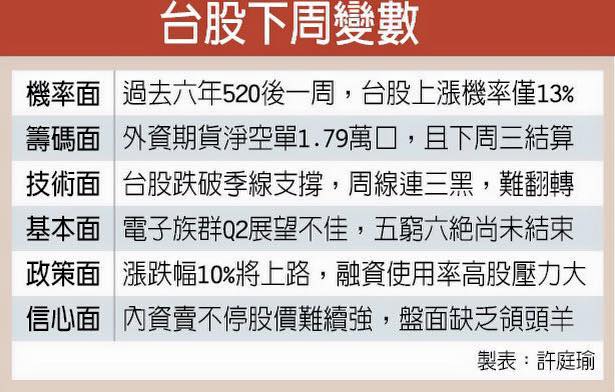 台股下周變數
機率面 過去六年520後一周，台股上漲機率僅13%
籌碼面 外資期貨淨空單1.79萬口，且下周三結算
技術面 台股跌破季線支撐，周線連三黑，難翻轉
基本面 電子族群Q2展望不佳，五窮六絕尚未結束
政策面 漲跌幅10%將上路，融資使用率高股壓力大
信心面 內資賣不停股價難續強，盤面缺乏領頭羊
製表：許庭瑜